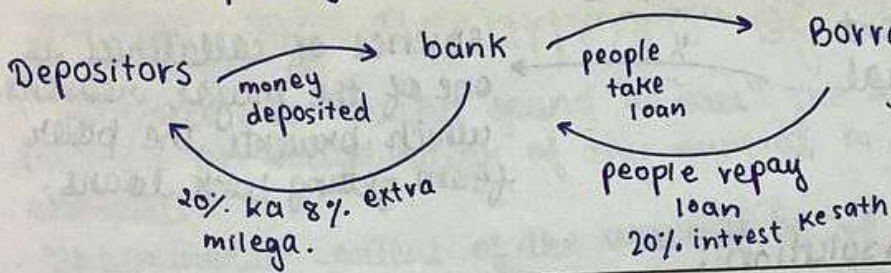 Depositors
money
deposited
bank
people
take
loan
Borr
20% ka 8% extra
milega.
people repay
loan
20% intrest ke sath